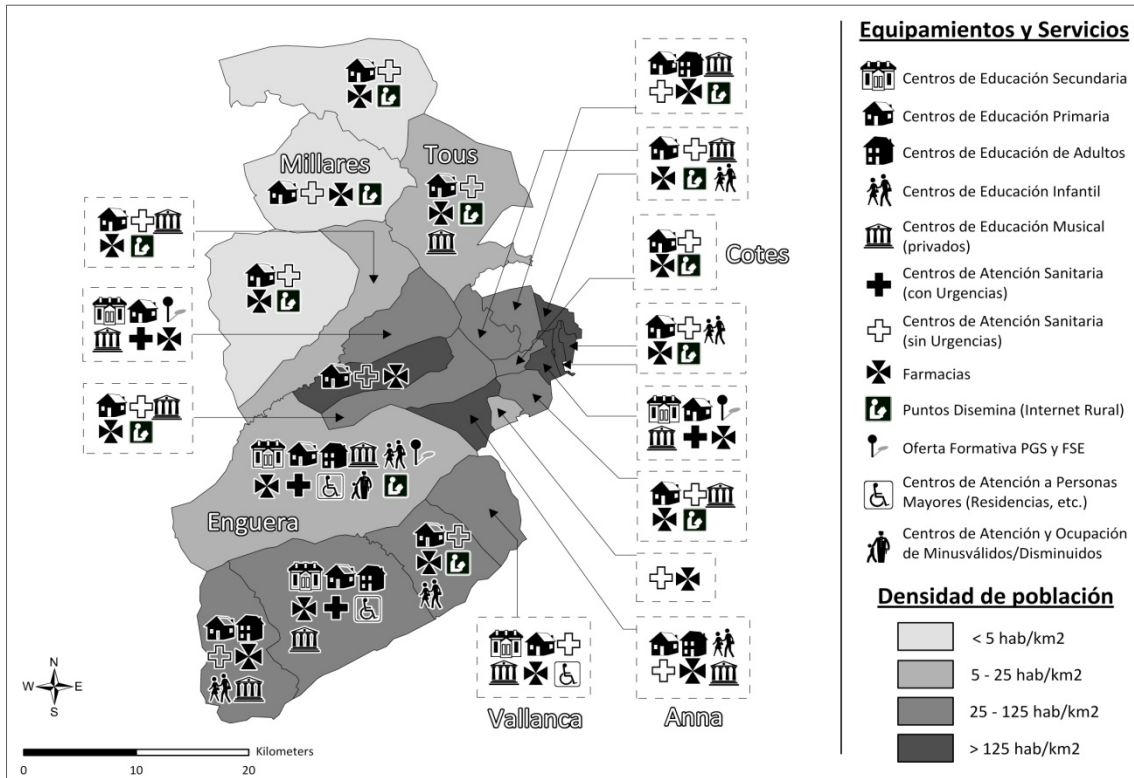 Millares
Tous
Cotes
Enguera
Vallanca
Anna
N
W
E
S
Kilometers
0
10
20
Equipamientos y Servicios
Centros de Educación Secundaria
Centros de Educación Primaria
Centros de Educación de Adultos
Centros de Educación Infantil
Centros de Educación Musical
(privados)
Centros de Atención Sanitaria
(con Urgencias)
Centros de Atención Sanitaria
(sin Urgencias)
Farmacias
Puntos Disemina (Internet Rural)
Oferta Formativa PGS y FSE
Centros de Atención a Personas
Mayores (Residencias, etc.)
Centros de Atención y Ocupación
de Minusválidos/Disminuidos
Densidad de población
< 5 hab/km2
5 - 25 hab/km2
25 - 125 hab/km2
> 125 hab/km2